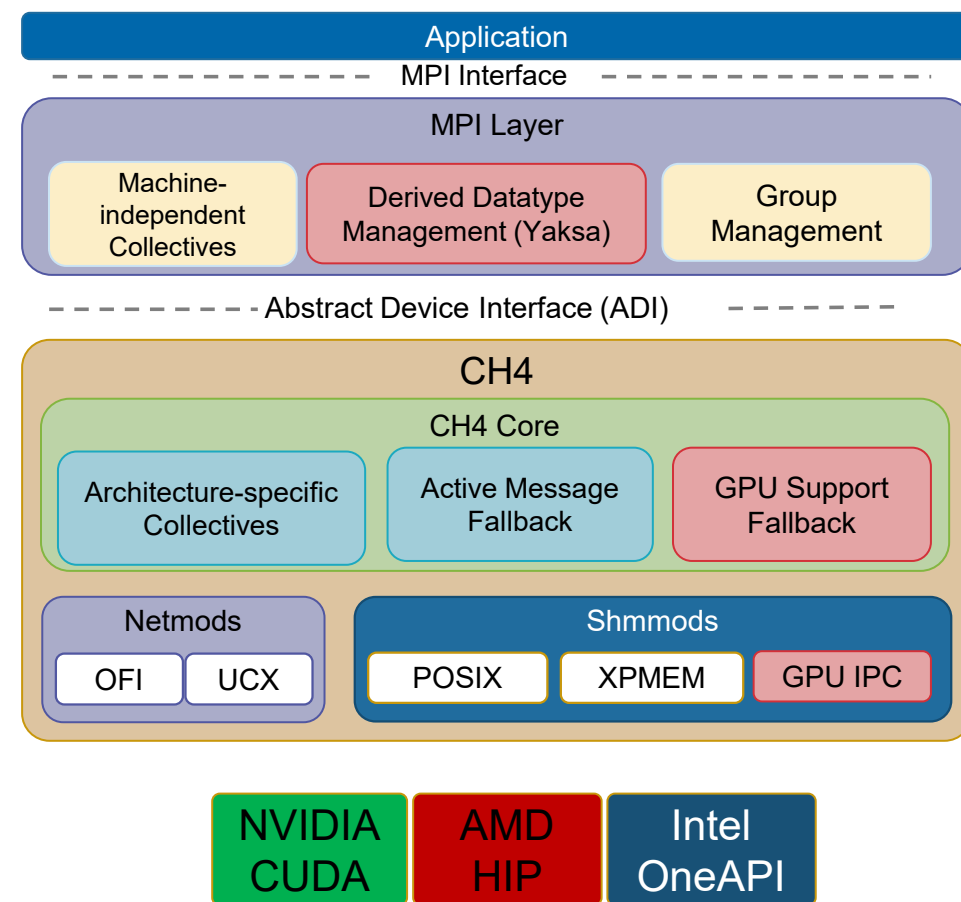 Application
MPI Interface
MPI Layer
Machine-
independent
Collectives
Derived Datatype
Management (Yaksa)
Group
Management
Abstract Device Interface (ADI)
CH4
CH4 Core
Architecture-specific
Collectives
Active Message
Fallback
GPU Support
Fallback
Netmods
OFI
UCX
Shmmods
POSIX
XPMEM
GPU IPC
NVIDIA
CUDA
AMD
HIP
Intel
OneAPI